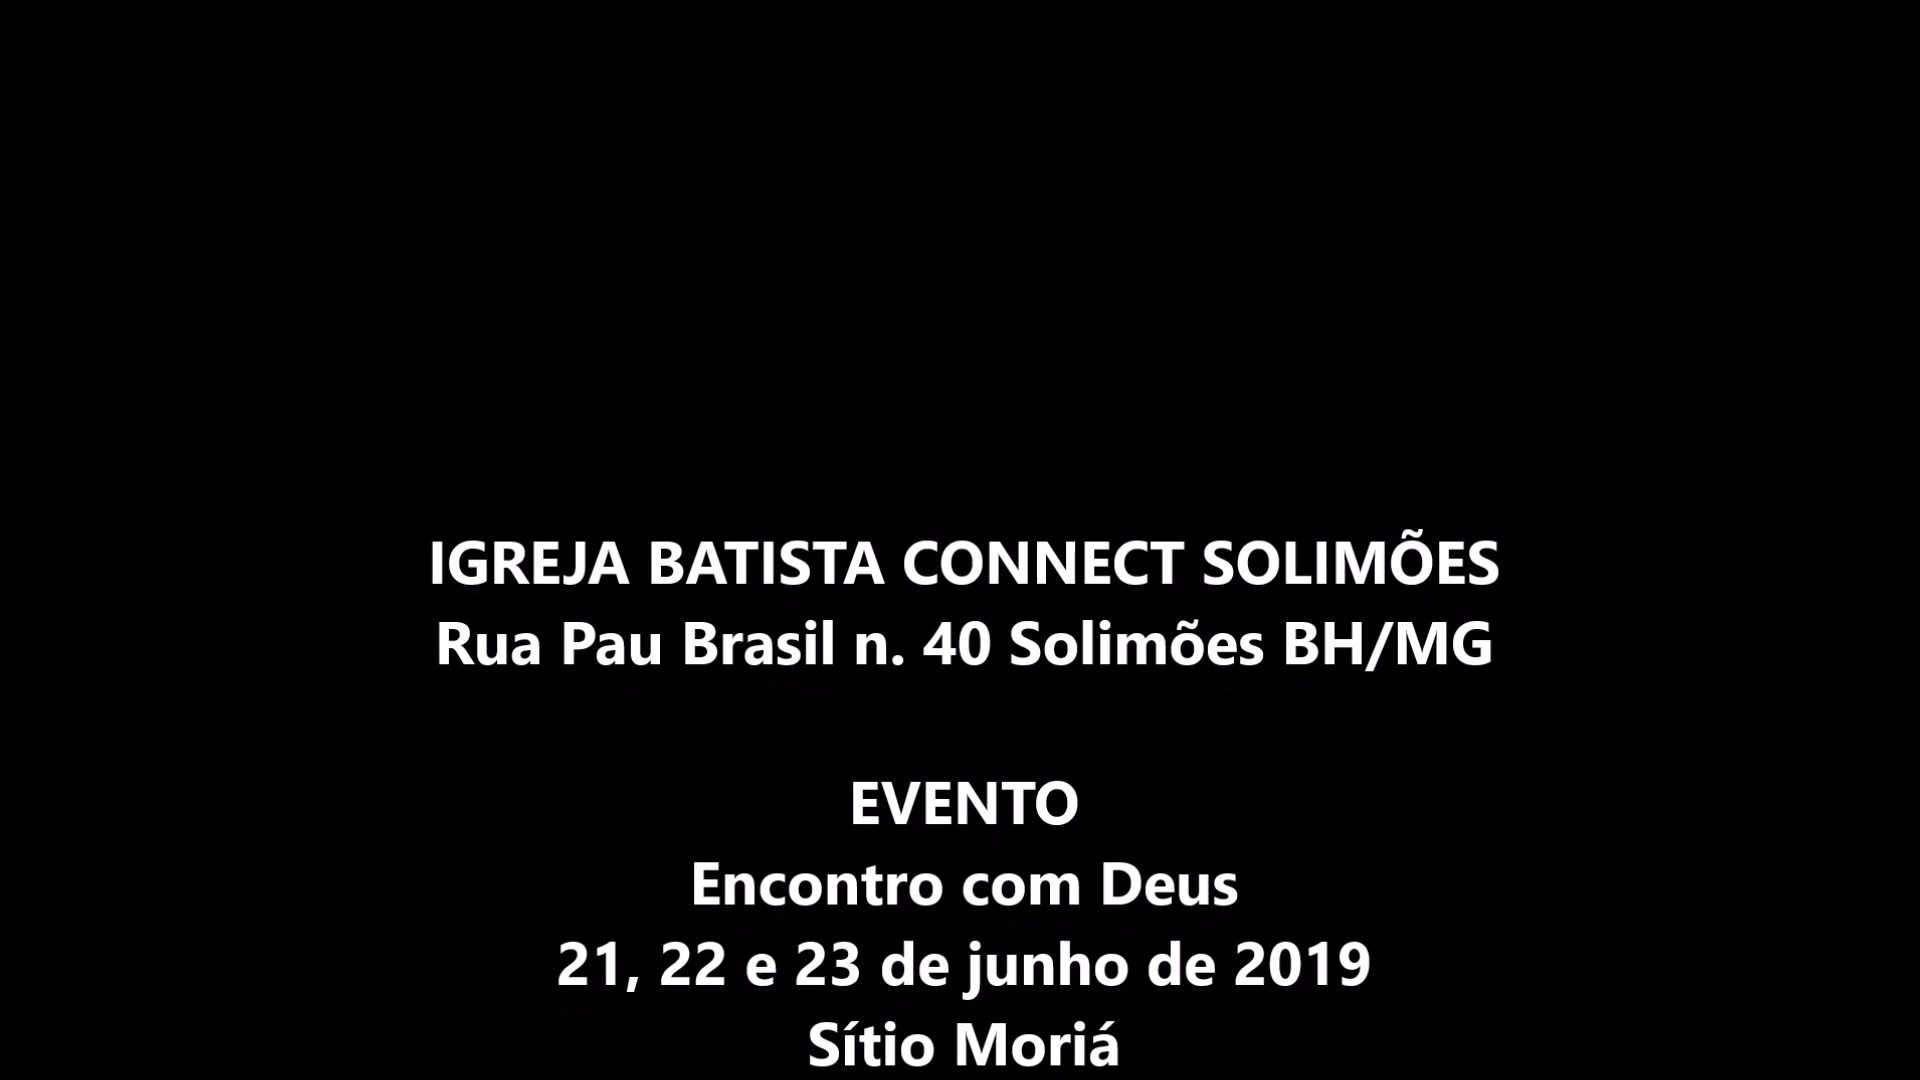 IGREJA BATISTA CONNECT SOLIMÕES
Rua Pau Brasil n. 40 Solimões BH/MG
EVENTO
Encontro com Deus
21, 22 e 23 de junho de 2019
Sítio Moriá